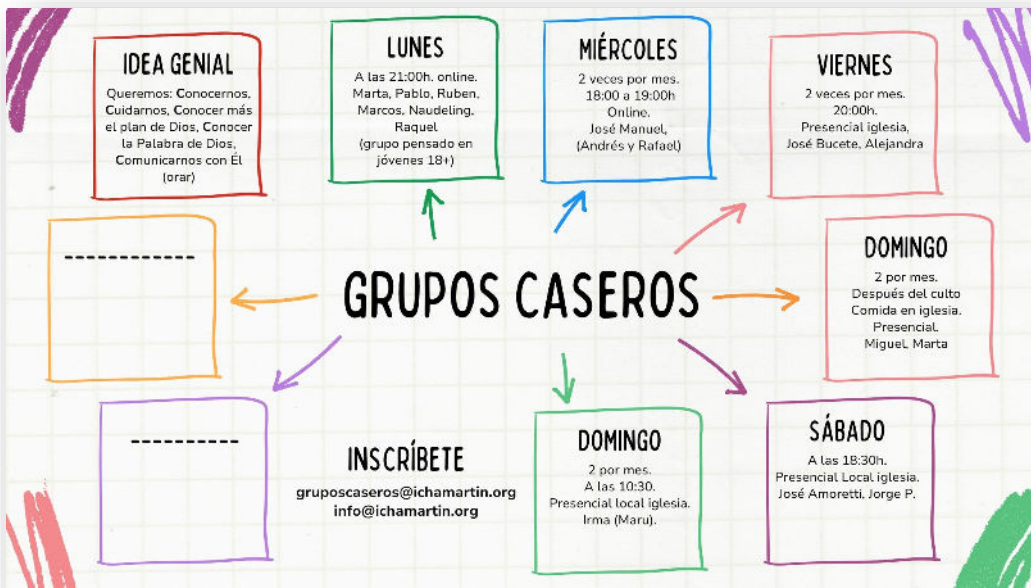 IDEA GENIAL
Queremos: Conocernos,
Cuidarnos, Conocer más
el plan de Dios, Conocer
la Palabra de Dios,
Comunicarnos con Él
(orar)
LUNES
A las 21:00h. online.
Marta, Pablo, Ruben,
Marcos, Naudeling,
Raquel
(grupo pensado en
jóvenes 18+)
MIÉRCOLES
2 veces por mes.
18:00 a 19:00h
Online.
José Manuel,
(Andrés y Rafael)
VIERNES
2 veces por mes.
20:00h.
Presencial iglesia,
José Bucete, Alejandra
GRUPOS CASEROS
DOMINGO
2 por mes.
Después del culto
Comida en iglesia.
Presencial.
Miguel, Marta
INSCRÍBETE
gruposcaseros@ichamartin.org
info@ichamartin.org
DOMINGO
2 por mes.
A las 10:30.
Presencial local iglesia.
Irma (Maru).
SÁBADO
A las 18:30h.
Presencial Local iglesia.
José Amoretti, Jorge P.